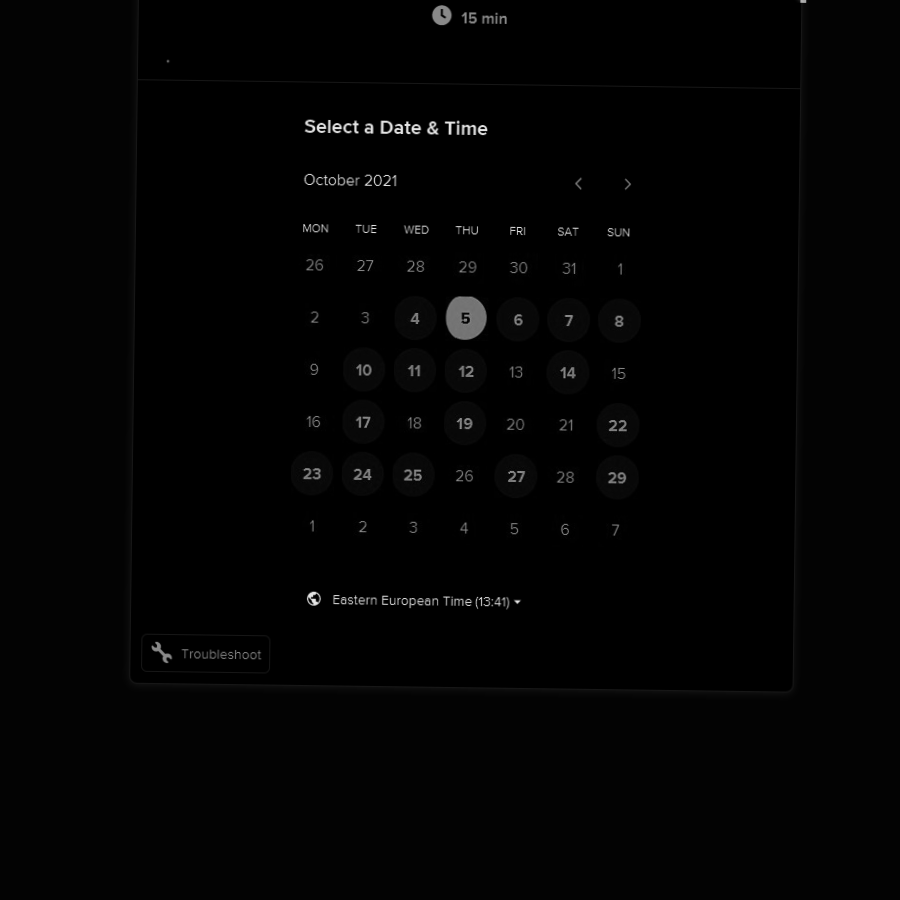 15 min
.
Select a Date & Time
October 2021
MON TUE WED THU FRI SAT SUN
26 27 28 29 30 31 1
2 3 4 5 6 7 8
9 10 11 12 13 14 15
16 17 18 19 20 21 22
23 24 25 26 27 28 29
1 2 3 4 5 6 7
Eastern European Time (13:41)
Troubleshoot